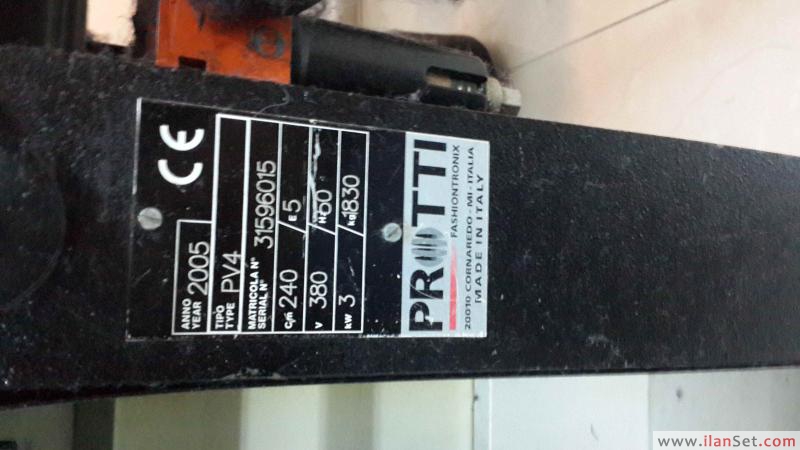 CE
ANNO
YEAR 2005
TIPO
TYPE PV4
MATRICOLA N°
SERIAL N° 31596015
C/m 240 / E 5
V 380 / Hz 50
kW 3 / kg 1830
PROTTI
FASHIONTRONIX
20010 CORNAREDO - MI - ITALIA
MADE IN ITALY
www.ilanSet.com